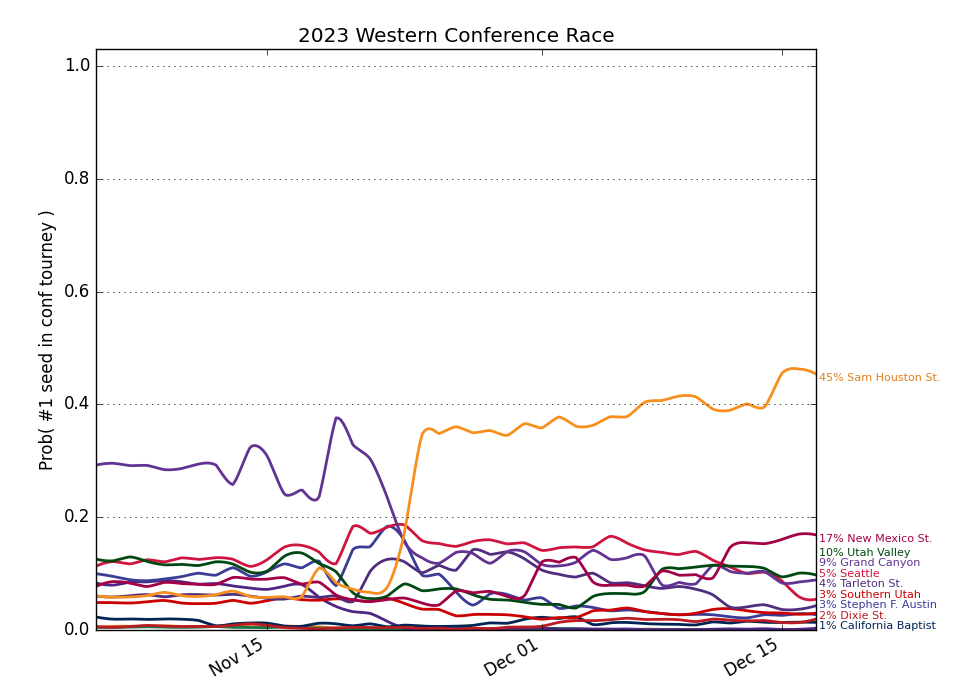 2023 Western Conference Race
Prob( #1 seed in conf tourney )
1.0
0.8
0.6
0.4
0.2
0.0
Nov 15
Dec 01
Dec 15
45% Sam Houston St.
17% New Mexico St.
10% Utah Valley
9% Grand Canyon
5% Seattle
4% Tarleton St.
3% Southern Utah
3% Stephen F. Austin
2% Dixie St.
1% California Baptist